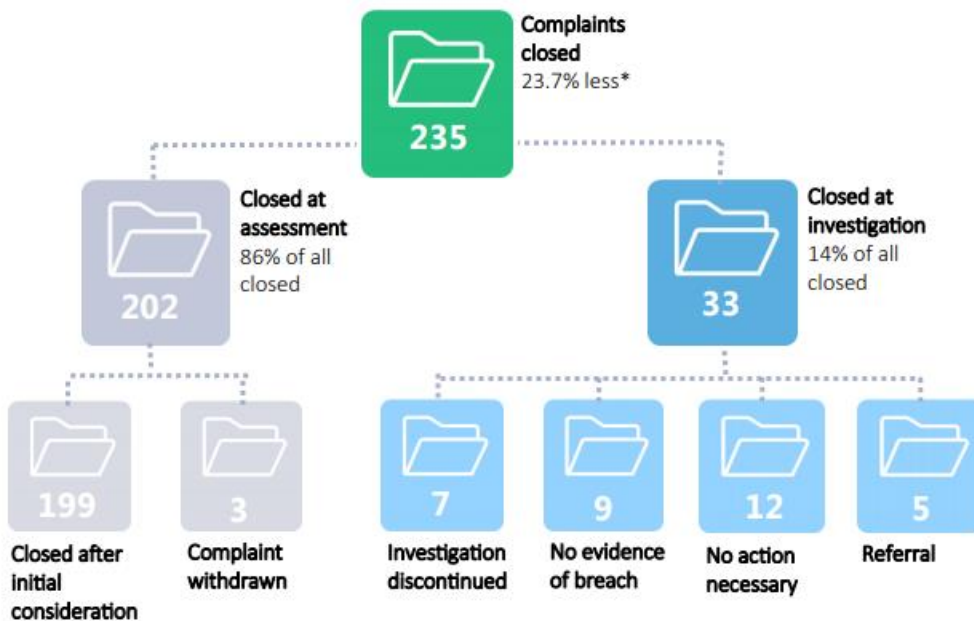 Complaints
closed
23.7% less*
235
Closed at
assessment
86% of all
closed
202
Closed at
investigation
14% of all
closed
33
199
Closed after
initial
consideration
3
Complaint
withdrawn
7
Investigation
discontinued
9
No evidence
of breach
12
No action
necessary
5
Referral